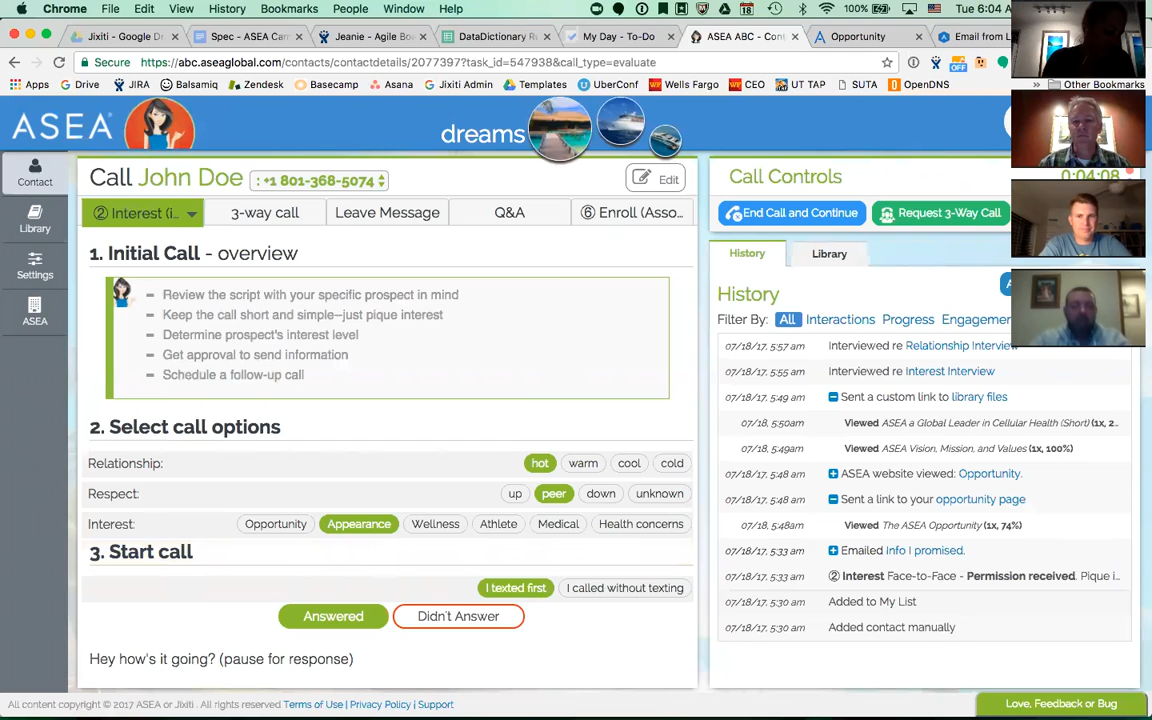 Chrome File Edit View History Bookmarks People Window Help 100% Tue 6:04 A
Jixiti - Google Dr Spec - ASEA Car Jeanie - Agile Boa DataDictionary R My Day - To-Do ASEA ABC - Con Opportunity Email from L
Secure https://abc.aseaglobal.com/contacts/contactdetails/2077397?task_id=547938&call_type=evaluate
Apps Drive JIRA Balsamiq Zendesk Basecamp Asana Jixiti Admin Templates UberConf Wells Fargo CEO UT TAP SUTA OpenDNS » Other Bookmarks
ASEA dreams
Contact
Library
Settings
ASEA
Call John Doe : +1 801-368-5074 Edit
② Interest (i... 3-way call Leave Message Q&A ⑥ Enroll (Asso...
1. Initial Call - overview
Review the script with your specific prospect in mind
Keep the call short and simple—just pique interest
Determine prospect's interest level
Get approval to send information
Schedule a follow-up call
2. Select call options
Relationship: hot warm cool cold
Respect: up peer down unknown
Interest: Opportunity Appearance Wellness Athlete Medical Health concerns
3. Start call
I texted first I called without texting
Answered Didn't Answer
Hey how's it going? (pause for response)
Call Controls 0:04:08
End Call and Continue Request 3-Way Call
History Library
History
Filter By: All Interactions Progress Engagemen
07/18/17, 5:57 am Interviewed re Relationship Interview
07/18/17, 5:55 am Interviewed re Interest Interview
07/18/17, 5:49 am Sent a custom link to library files
07/18, 5:50am Viewed ASEA a Global Leader in Cellular Health (Short) (1x, 2...
07/18, 5:49am Viewed ASEA Vision, Mission, and Values (1x, 100%)
07/18/17, 5:48 am ASEA website viewed: Opportunity.
07/18/17, 5:48 am Sent a link to your opportunity page
07/18, 5:48am Viewed The ASEA Opportunity (1x, 74%)
07/18/17, 5:33 am Emailed Info I promised.
07/18/17, 5:33 am ② Interest Face-to-Face - Permission received. Pique i...
07/18/17, 5:30 am Added to My List
07/18/17, 5:30 am Added contact manually
All content copyright © 2017 ASEA or Jixiti . All rights reserved Terms of Use | Privacy Policy | Support
Love, Feedback or Bug